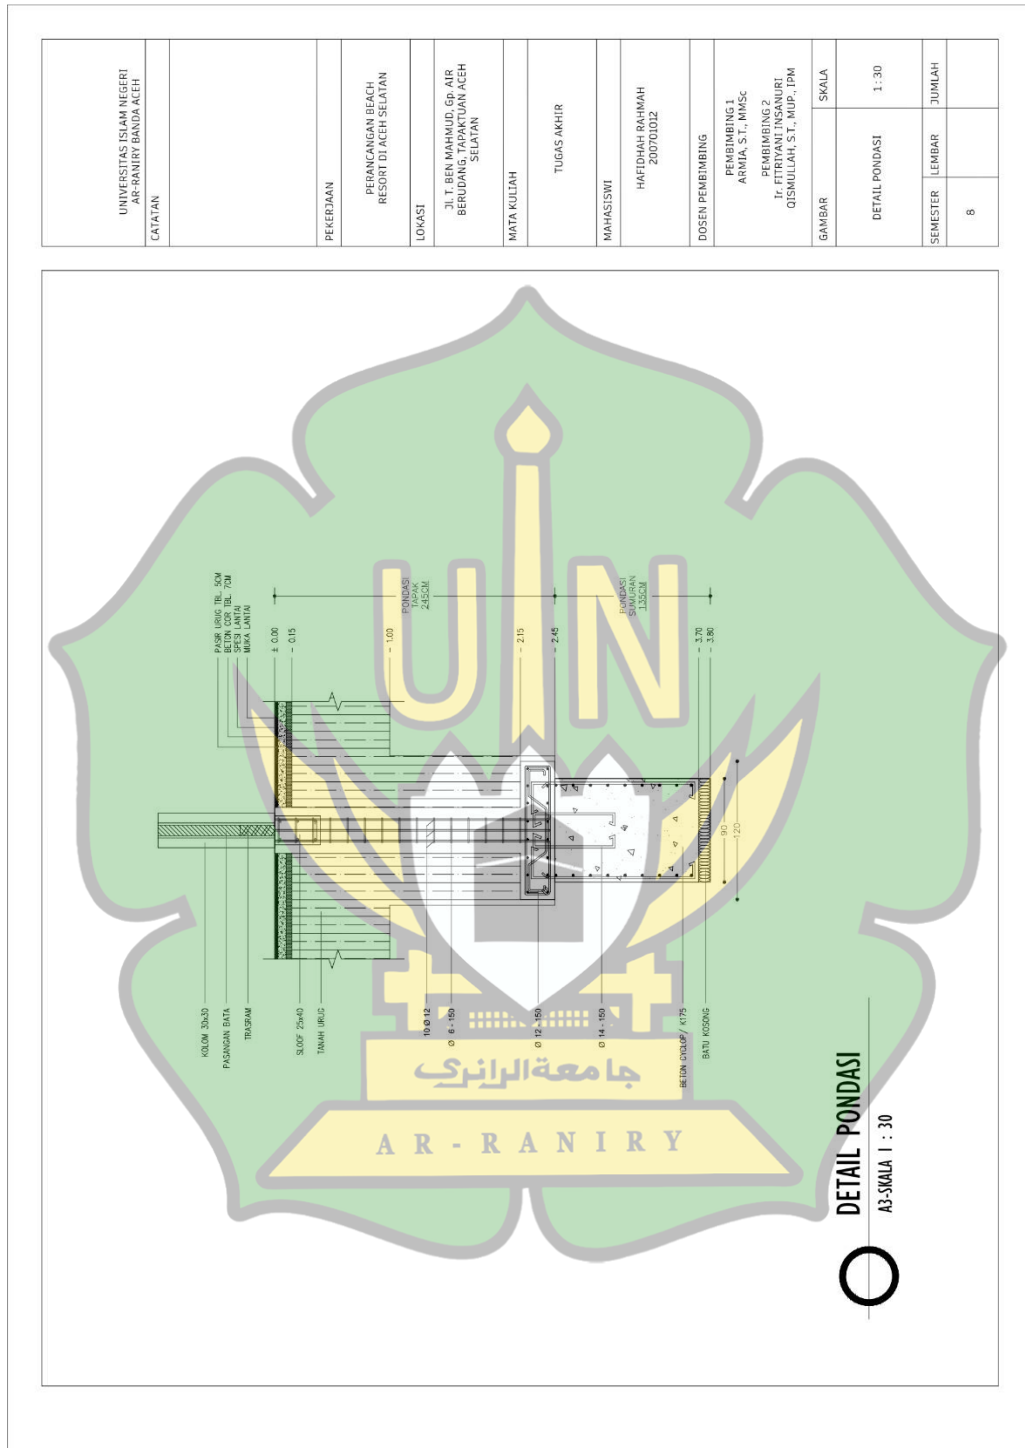 UNIVERSITAS ISLAM NEGERI
AR-RANIRY BANDA ACEH
CATATAN
PEKERJAAN
PERANCANGAN BEACH
RESORT DI ACEH SELATAN
LOKASI
Jl. T. BEN MAHMUD, Gp. AIR
BERUDANG, TAPAKTUAN ACEH
SELATAN
MATA KULIAH
TUGAS AKHIR
MAHASISWI
HAFIDHAH RAHMAH
200701012
DOSEN PEMBIMBING
PEMBIMBING 1
ARMIA, S.T., MMSc
PEMBIMBING 2
Ir. FITRIYANI INSANURI
QISMULLAH, S.T., MUP., IPM
GAMBAR
SKALA
DETAIL PONDASI
1 : 30
SEMESTER
LEMBAR
JUMLAH
8
PASIR URUG TBL. 5CM
BETON COR TBL. 7CM
SPESI LANTAI
MUKA LANTAI
± 0.00
- 0.15
- 1.00
- 2.15
- 2.45
- 3.70
- 3.80
PONDASI
TAPAK
245CM
PONDASI
SUMURAN
135CM
90
120
KOLOM 30x30
PASANGAN BATA
TRASRAM
SLOOF 25x40
TANAH URUG
10 Ø 12
Ø 6 - 150
Ø 12 - 150
Ø 14 - 150
BETON CYCLOP / K175
BATU KOSONG
DETAIL PONDASI
A3-SKALA 1 : 30
UIN
جامعة الرانري
AR-RANIRY